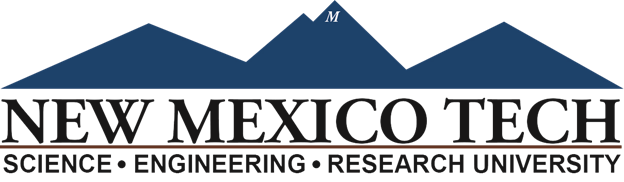 M
NEW MEXICO TECH
SCIENCE • ENGINEERING • RESEARCH UNIVERSITY